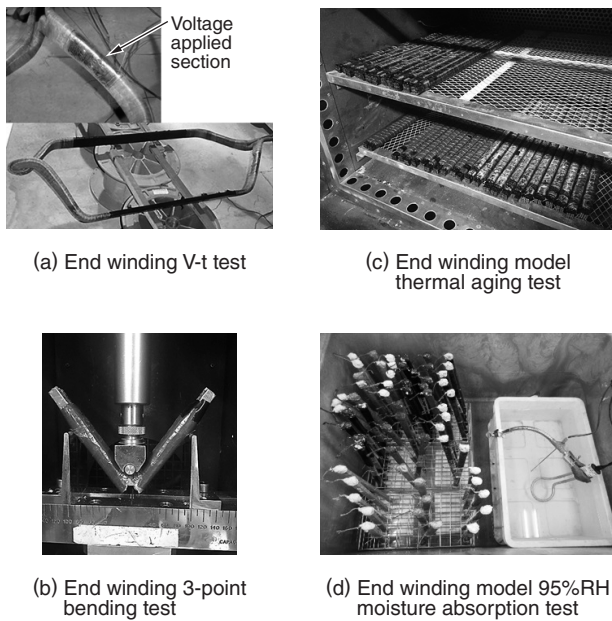 Voltage
applied
section
(a) End winding V-t test
(c) End winding model
thermal aging test
(b) End winding 3-point
bending test
(d) End winding model 95%RH
moisture absorption test